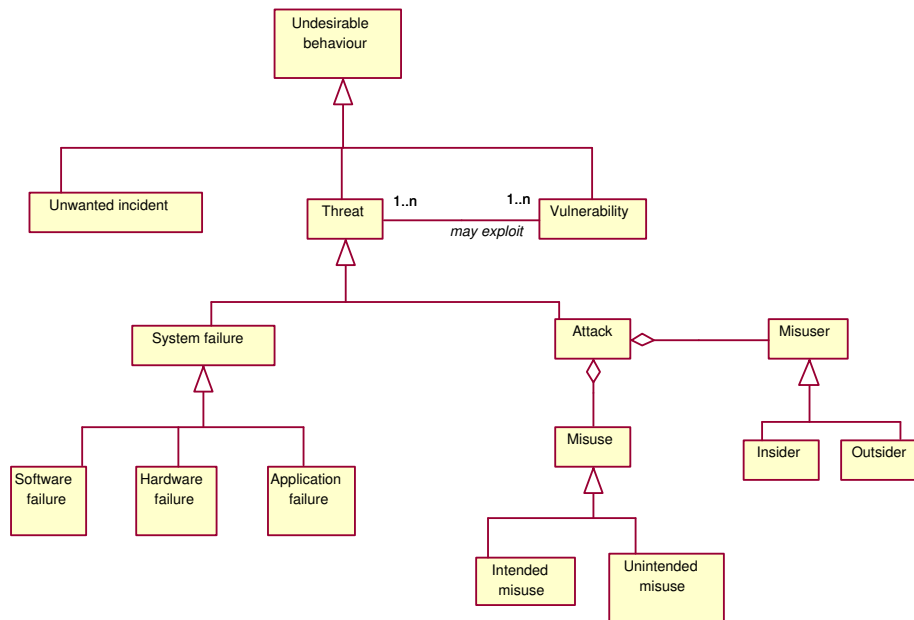 Undesirable
behaviour
Unwanted incident
Threat
1..n
1..n
may exploit
Vulnerability
System failure
Attack
Misuser
Software
failure
Hardware
failure
Application
failure
Misuse
Insider
Outsider
Intended
misuse
Unintended
misuse